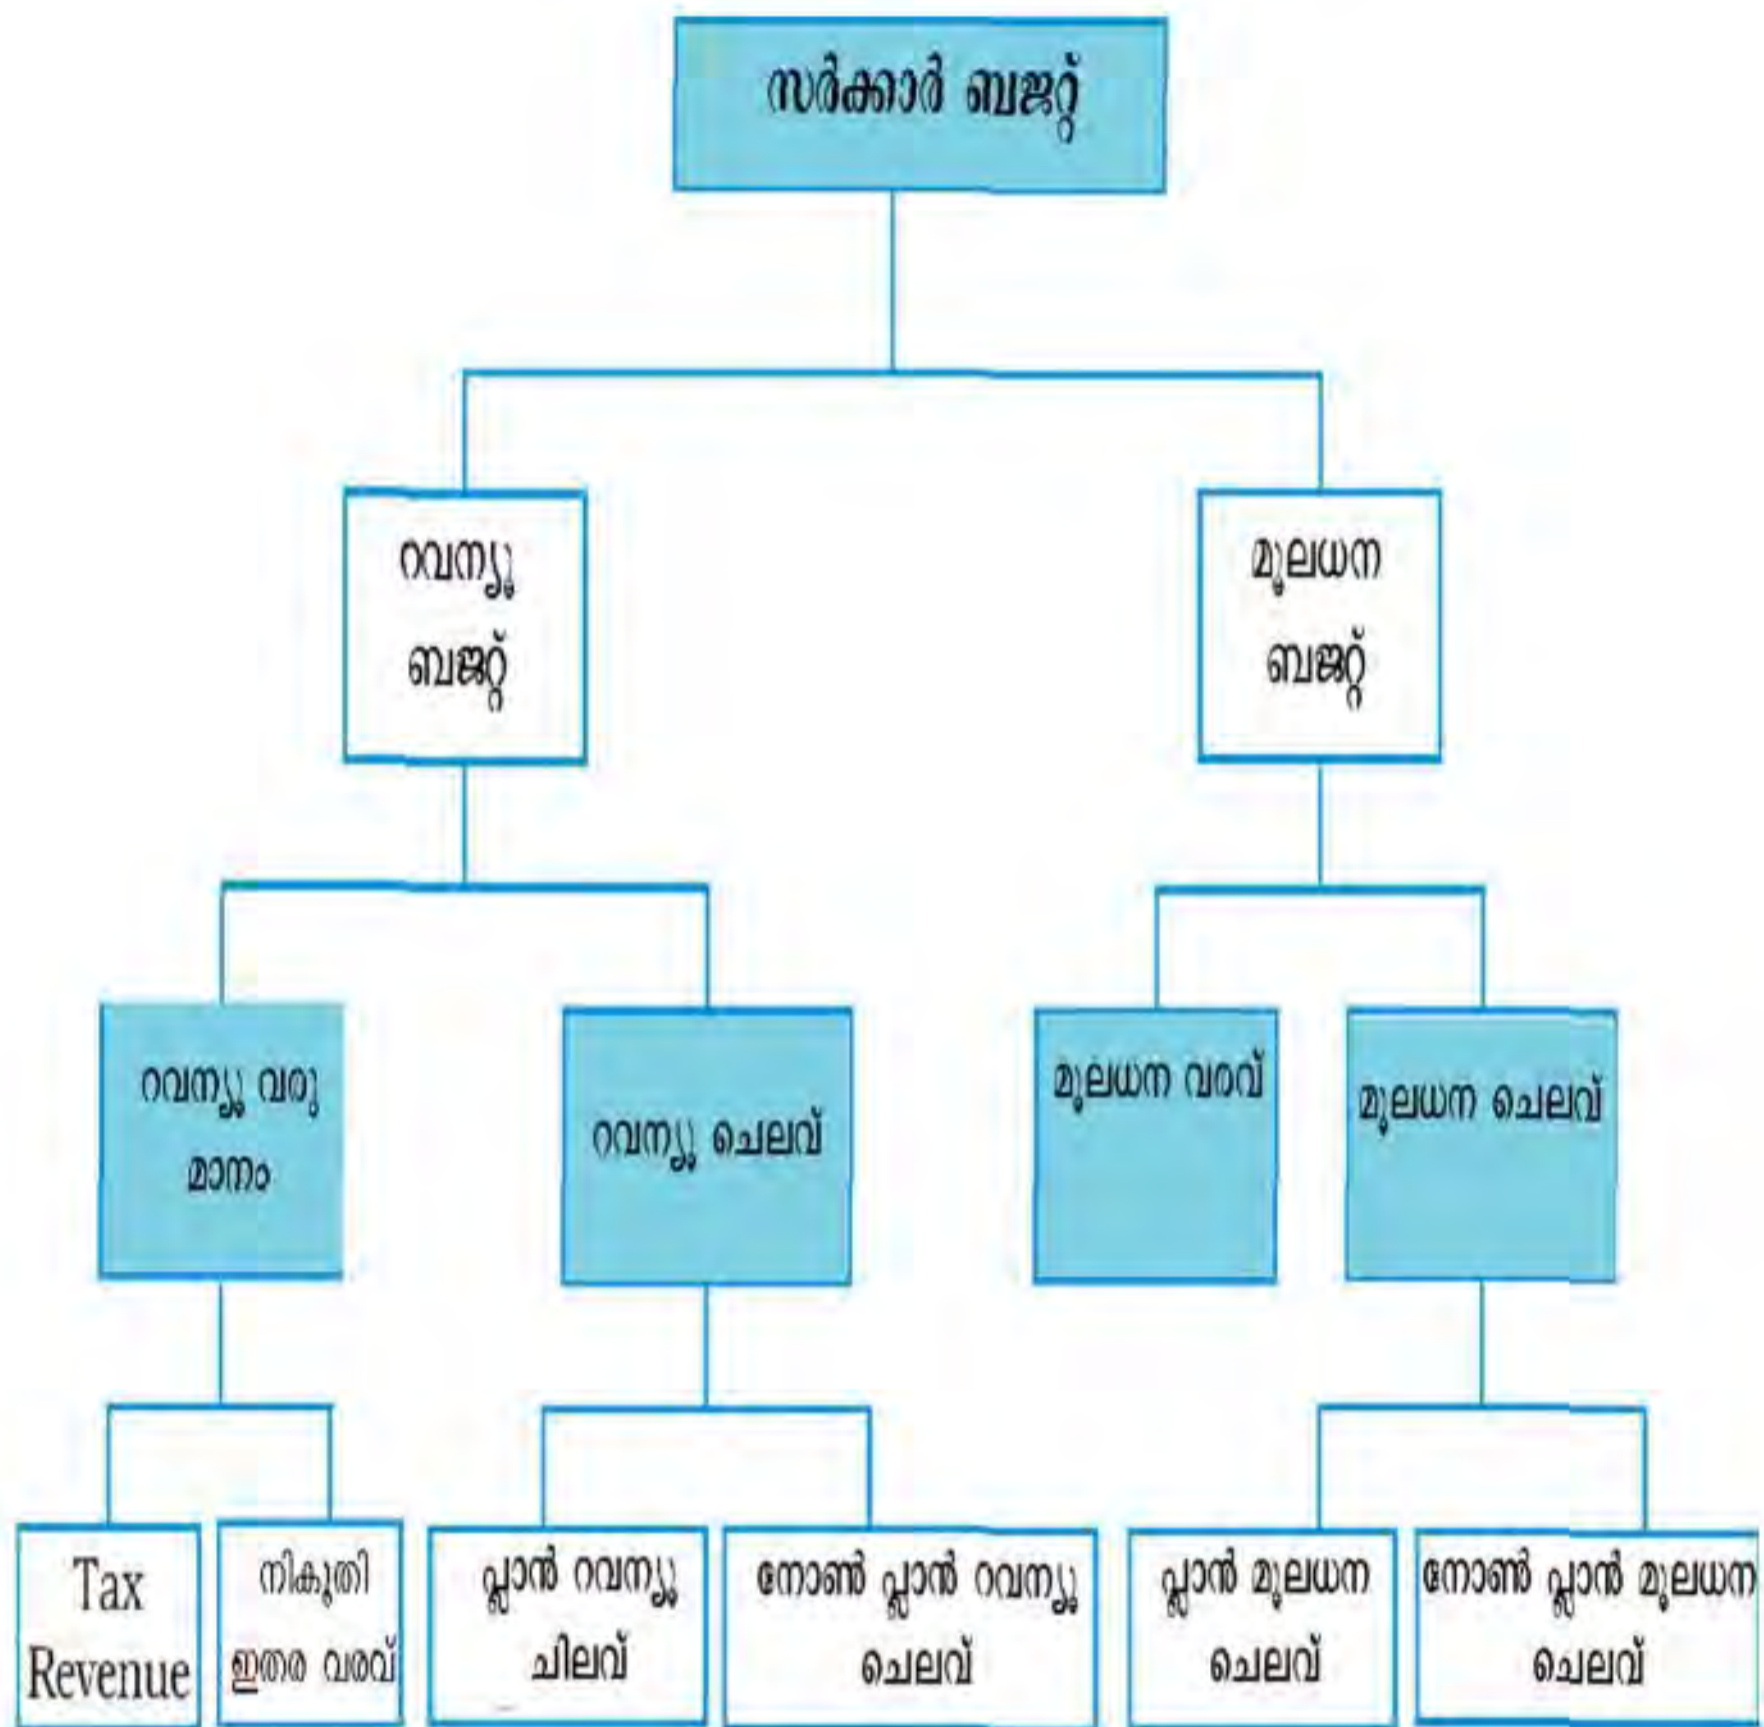 സർക്കാർ ബജറ്റ്
റവന്യൂ
ബജറ്റ്
മൂലധന
ബജറ്റ്
റവന്യൂ വരു
മാനം
റവന്യൂ ചെലവ്
മൂലധന വരവ്
മൂലധന ചെലവ്
Tax
Revenue
നികുതി
ഇതര വരവ്
പ്ലാൻ റവന്യൂ
ചിലവ്
നോൺ പ്ലാൻ റവന്യൂ
ചെലവ്
പ്ലാൻ മൂലധന
ചെലവ്
നോൺ പ്ലാൻ മൂലധന
ചെലവ്